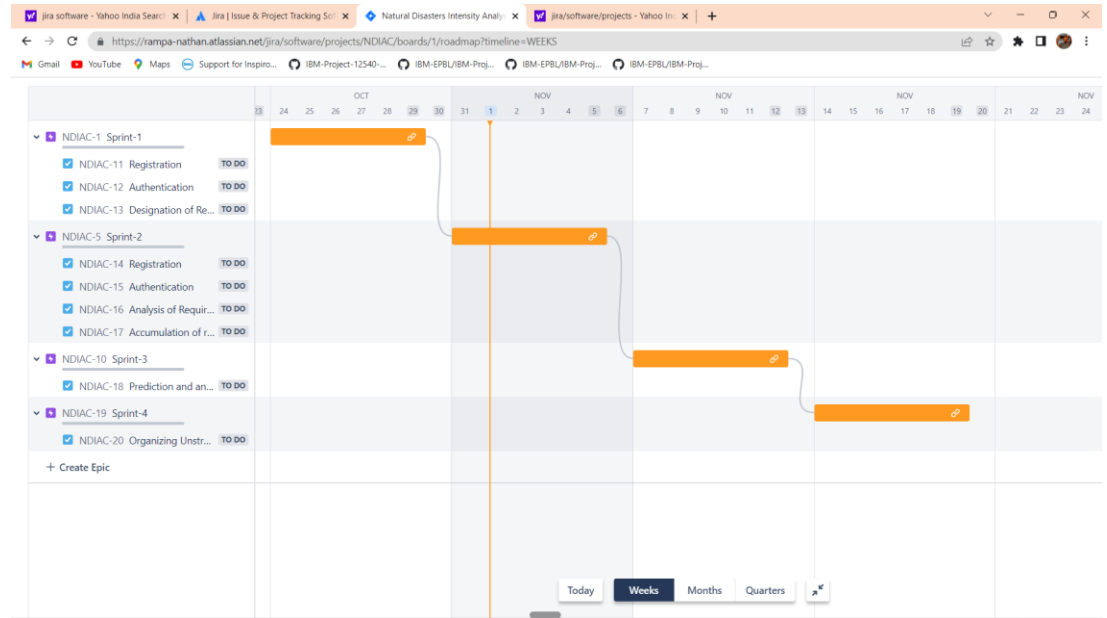 jira software - Yahoo India Search
Jira | Issue & Project Tracking Sof
Natural Disasters Intensity Analy
jira/software/projects - Yahoo In
https://rampa-nathan.atlassian.net/jira/software/projects/NDIAC/boards/1/roadmap?timeline=WEEKS
Gmail YouTube Maps Support for Inspiro... IBM-Project-12540-... IBM-EPBL/IBM-Proj... IBM-EPBL/IBM-Proj... IBM-EPBL/IBM-Proj...
OCT NOV NOV NOV NOV
23 24 25 26 27 28 29 30 31 1 2 3 4 5 6 7 8 9 10 11 12 13 14 15 16 17 18 19 20 21 22 23 24
NDIAC-1 Sprint-1
NDIAC-11 Registration TO DO
NDIAC-12 Authentication TO DO
NDIAC-13 Designation of Re... TO DO
NDIAC-5 Sprint-2
NDIAC-14 Registration TO DO
NDIAC-15 Authentication TO DO
NDIAC-16 Analysis of Requir... TO DO
NDIAC-17 Accumulation of r... TO DO
NDIAC-10 Sprint-3
NDIAC-18 Prediction and an... TO DO
NDIAC-19 Sprint-4
NDIAC-20 Organizing Unstr... TO DO
+ Create Epic
Today Weeks Months Quarters